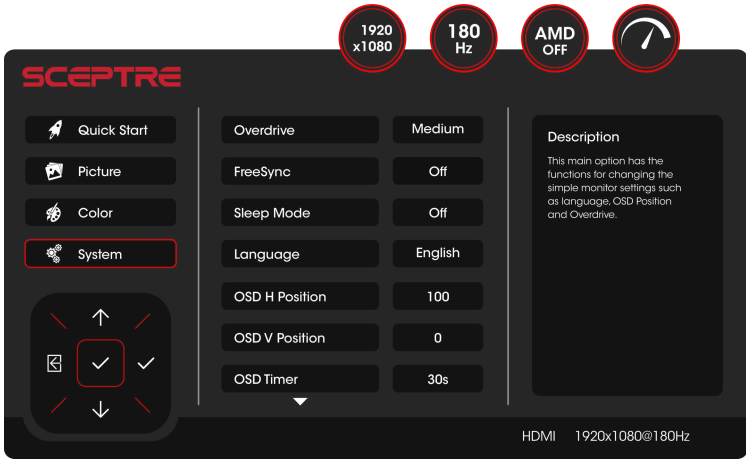 1920
x1080
180
Hz
AMD
OFF
SCEPTRE
Quick Start
Picture
Color
System
Overdrive Medium
FreeSync Off
Sleep Mode Off
Language English
OSD H Position 100
OSD V Position 0
OSD Timer 30s
Description
This main option has the
functions for changing the
simple monitor settings such
as language, OSD Position
and Overdrive.
HDMI 1920x1080@180Hz